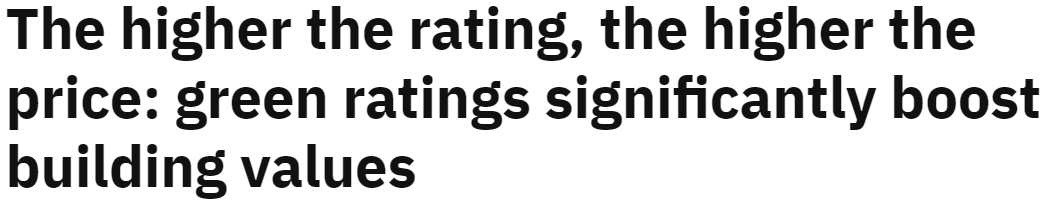 The higher the rating, the higher the
price: green ratings significantly boost
building values